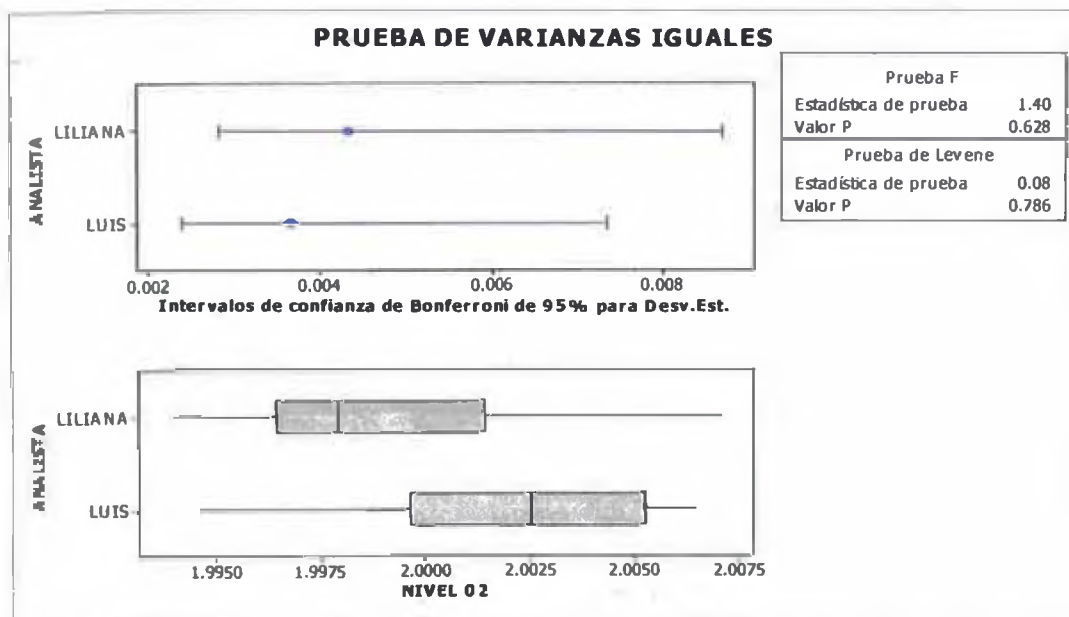 PRUEBA DE VARIANZAS IGUALES
Prueba F
Estadística de prueba 1.40
Valor P 0.628
Prueba de Levene
Estadística de prueba 0.08
Valor P 0.786
ANALISTA
LILIANA
LUIS
0.002 0.004 0.006 0.008
Intervalos de confianza de Bonferroni de 95% para Desv.Est.
ANALISTA
LILIANA
LUIS
1.9950 1.9975 2.0000 2.0025 2.0050 2.0075
NIVEL 02